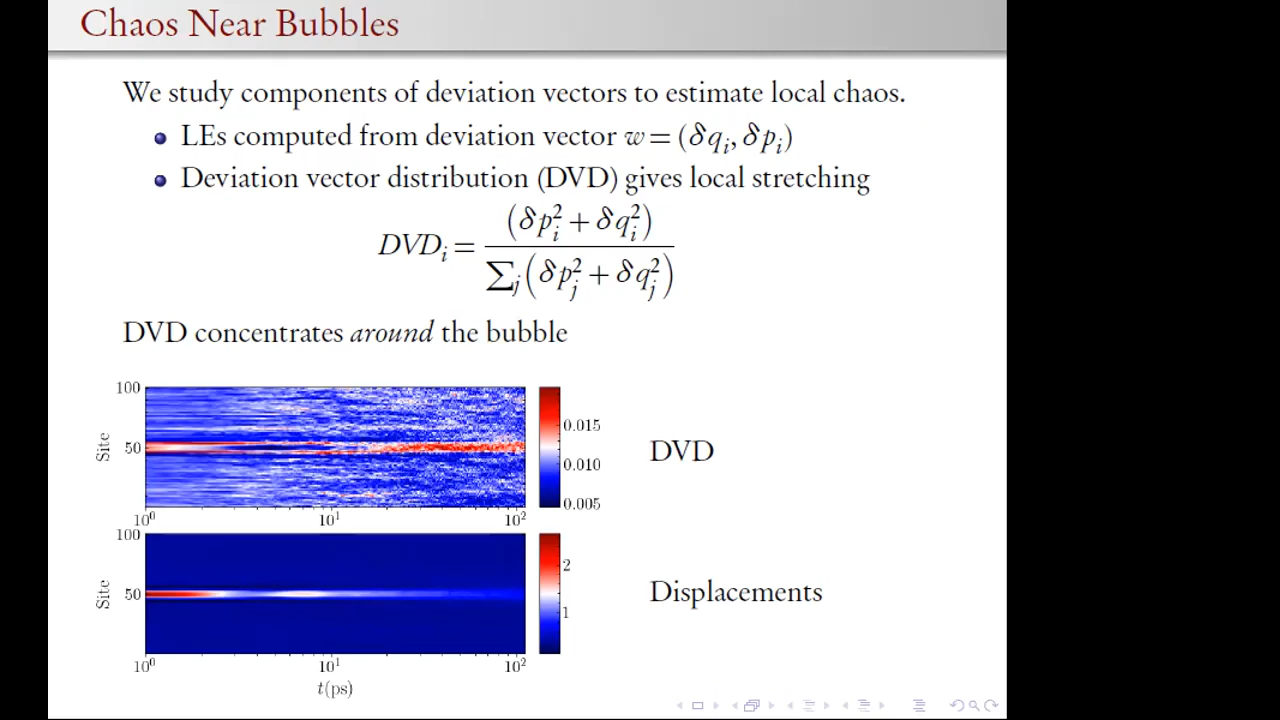 Chaos Near Bubbles
We study components of deviation vectors to estimate local chaos.
LEs computed from deviation vector w = (δq_i, δp_i)
Deviation vector distribution (DVD) gives local stretching
DVD_i = (δp_i^2 + δq_i^2) / ∑_j (δp_j^2 + δq_j^2)
DVD concentrates around the bubble
100
50
Site
0.015
0.010
0.005
DVD
10^0 10^1 10^2
100
50
Site
2
1
Displacements
10^0 10^1 10^2
t(ps)